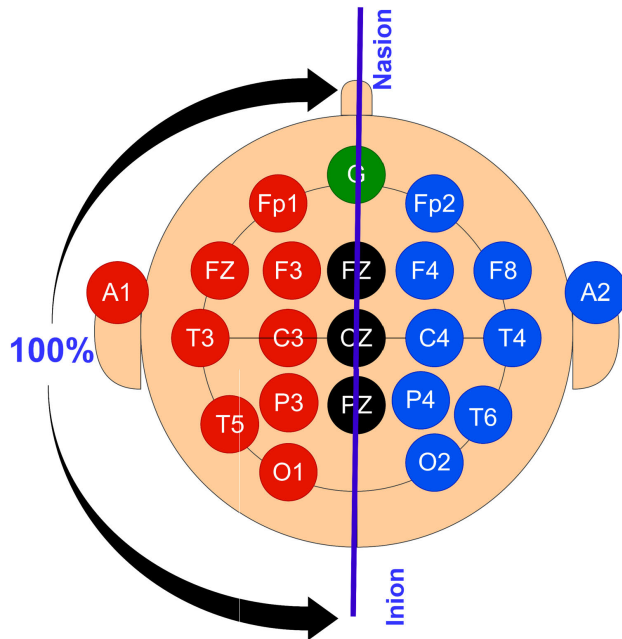 Nasion
G
Fp1
Fp2
FZ
F3
FZ
F4
F8
A1
A2
T3
C3
CZ
C4
T4
100%
P3
PZ
P4
T5
T6
O1
O2
Inion